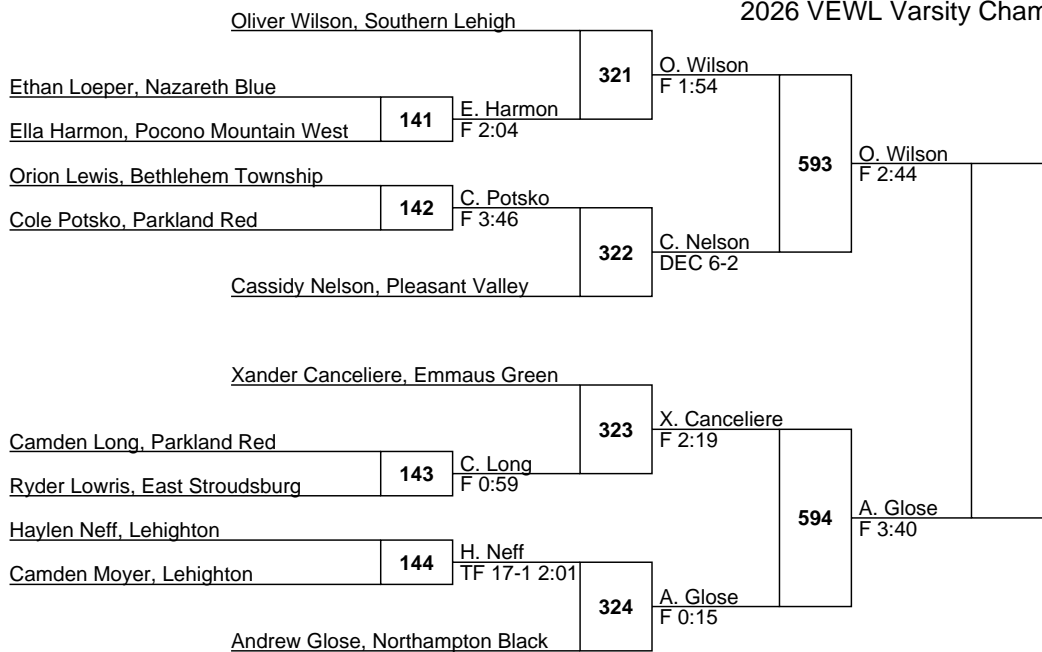 2026 VEWL Varsity Cham
Oliver Wilson, Southern Lehigh
321
O. Wilson
F 1:54
Ethan Loeper, Nazareth Blue
141
E. Harmon
F 2:04
Ella Harmon, Pocono Mountain West
593
O. Wilson
F 2:44
Orion Lewis, Bethlehem Township
142
C. Potsko
F 3:46
Cole Potsko, Parkland Red
322
C. Nelson
DEC 6-2
Cassidy Nelson, Pleasant Valley
Xander Canceliere, Emmaus Green
323
X. Canceliere
F 2:19
Camden Long, Parkland Red
143
C. Long
F 0:59
Ryder Lowris, East Stroudsburg
594
A. Glose
F 3:40
Haylen Neff, Lehighton
144
H. Neff
TF 17-1 2:01
Camden Moyer, Lehighton
324
A. Glose
F 0:15
Andrew Glose, Northampton Black